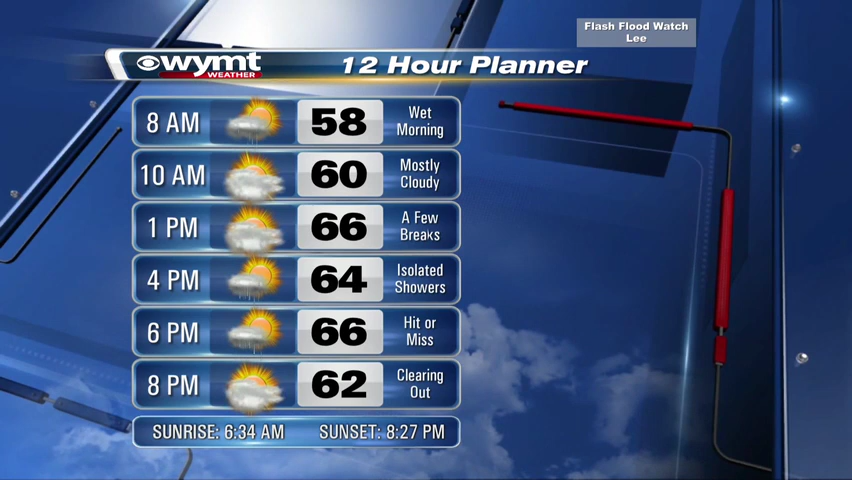 Flash Flood Watch
Lee
wymt
WEATHER
12 Hour Planner
8 AM 58 Wet
Morning
10 AM 60 Mostly
Cloudy
1 PM 66 A Few
Breaks
4 PM 64 Isolated
Showers
6 PM 66 Hit or
Miss
8 PM 62 Clearing
Out
SUNRISE: 6:34 AM SUNSET: 8:27 PM